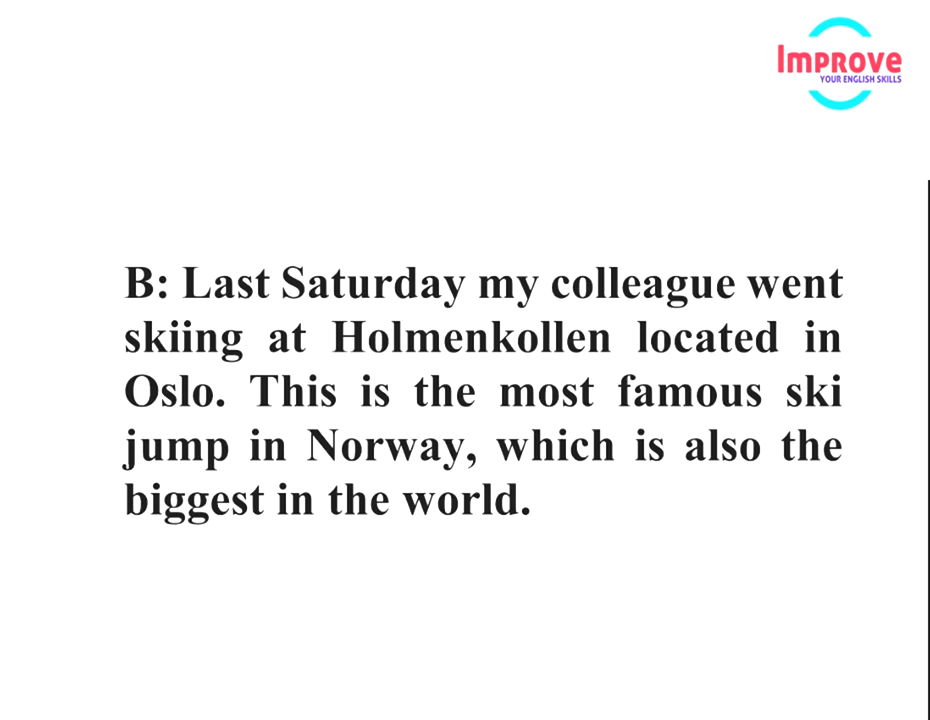 Improve
YOUR ENGLISH SKILLS
B: Last Saturday my colleague went
skiing at Holmenkollen located in
Oslo. This is the most famous ski
jump in Norway, which is also the
biggest in the world.